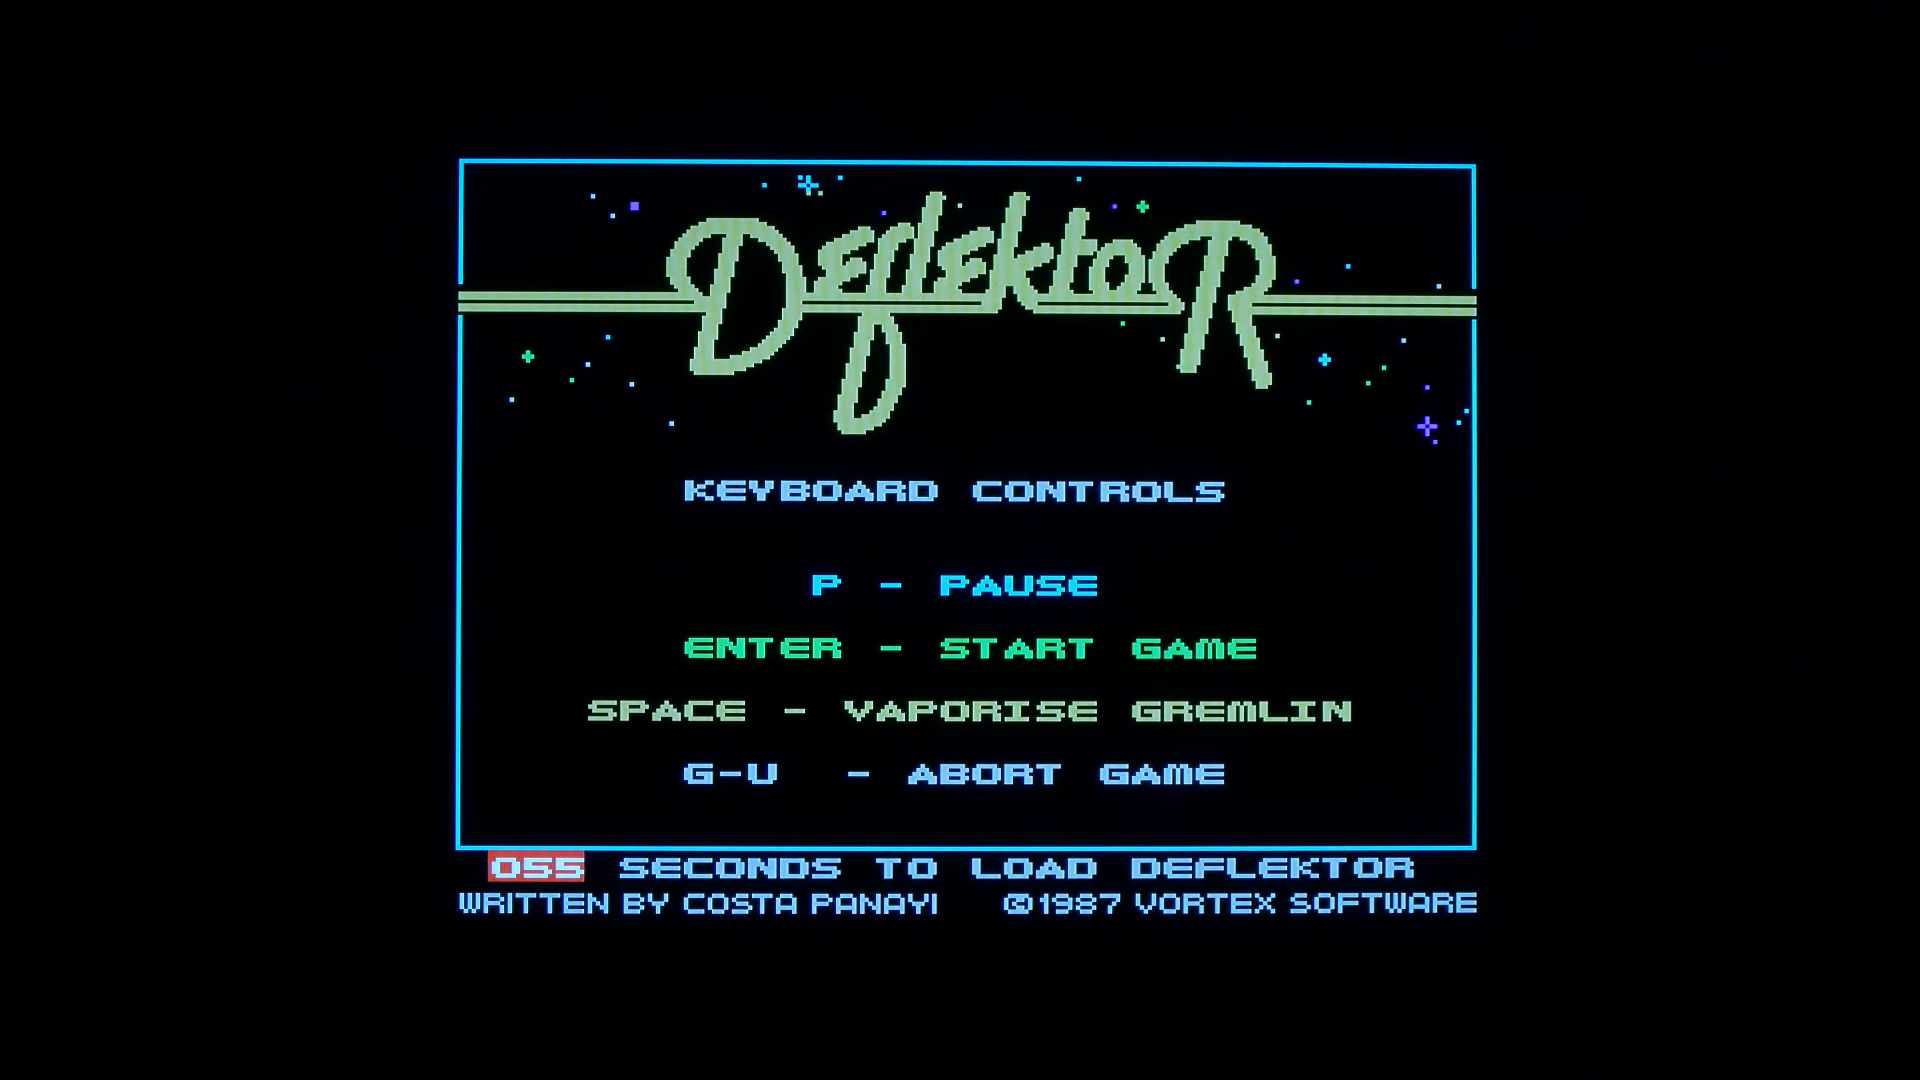 DeflektoR
KEYBOARD CONTROLS
P - PAUSE
ENTER - START GAME
SPACE - VAPORISE GREMLIN
G-U - ABORT GAME
055 SECONDS TO LOAD DEFLEKTOR
WRITTEN BY COSTA PANAYI ©1987 VORTEX SOFTWARE